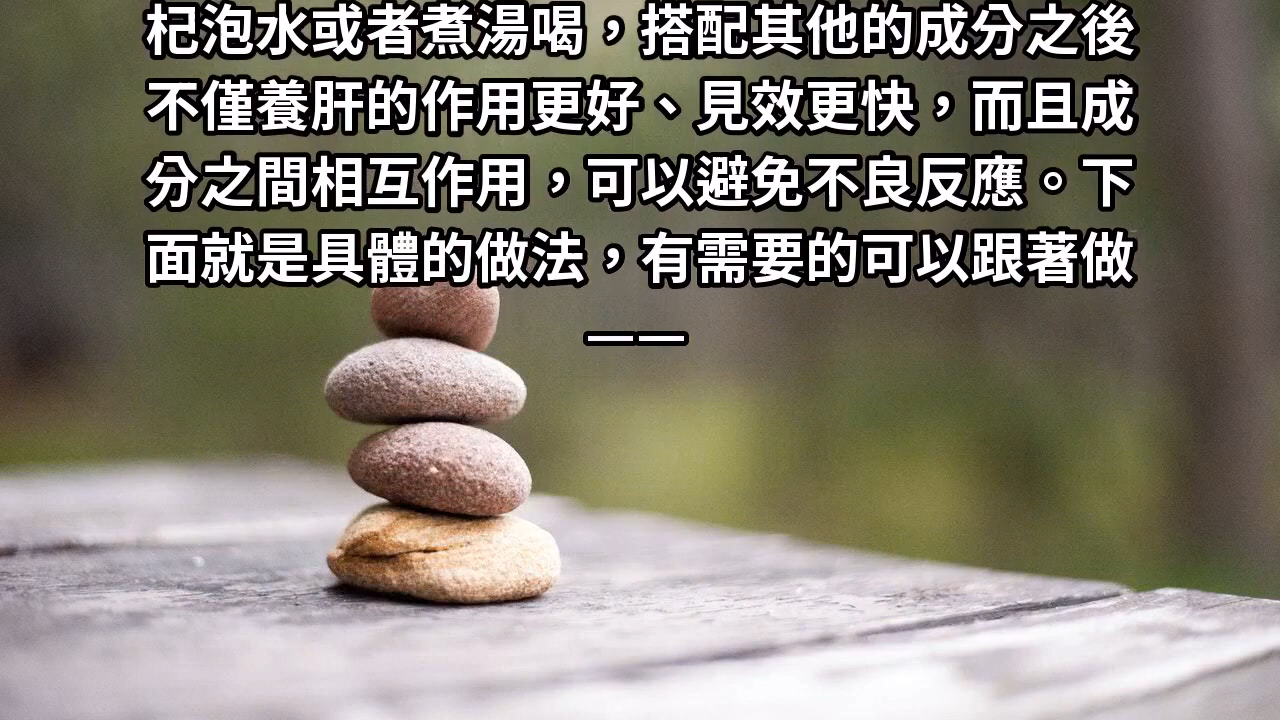 杞泡水或者煮湯喝，搭配其他的成分之後
不僅養肝的作用更好、見效更快，而且成
分之間相互作用，可以避免不良反應。下
面就是具體的做法，有需要的可以跟著做
——